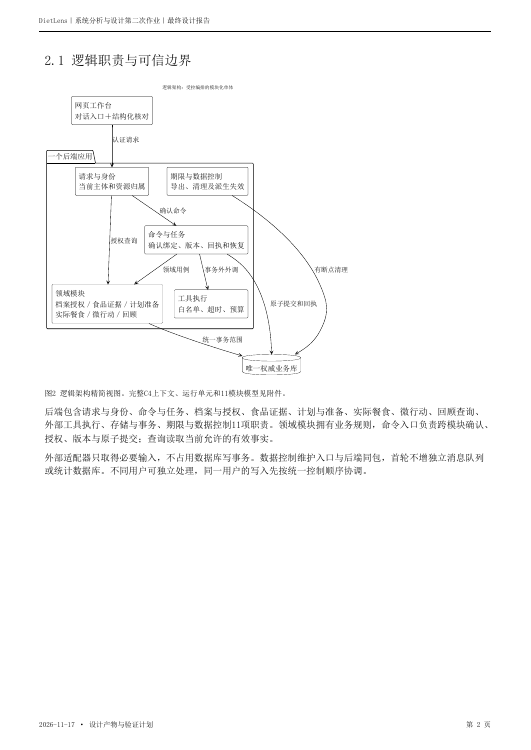 DietLens｜系统分析与设计第二次作业｜最终设计报告
2.1 逻辑职责与可信边界
逻辑架构：受控编排的模块化单体
网页工作台
对话入口＋结构化核对
认证请求
一个后端应用
请求与身份
当前主体和资源归属
期限与数据控制
导出、清理及派生失效
确认命令
命令与任务
确认绑定、版本、回执和恢复
授权查询
领域用例
事务外外调
有断点清理
领域模块
档案授权／食品证据／计划准备
实际餐食／微行动／回顾
工具执行
白名单、超时、预算
原子提交和回执
统一事务范围
唯一权威业务库
图2 逻辑架构精简视图。完整C4上下文、运行单元和11模块模型见附件。
后端包含请求与身份、命令与任务、档案与授权、食品证据、计划与准备、实际餐食、微行动、回顾查询、
外部工具执行、存储与事务、期限与数据控制11项职责。领域模块拥有业务规则，命令入口负责跨模块确认、
授权、版本与原子提交；查询读取当前允许的有效事实。
外部适配器只取得必要输入，不占用数据库写事务。数据控制维护入口与后端同包，首轮不增独立消息队列
或统计数据库。不同用户可独立处理，同一用户的写入先按统一控制顺序协调。
2026-11-17 • 设计产物与验证计划
第 2 页